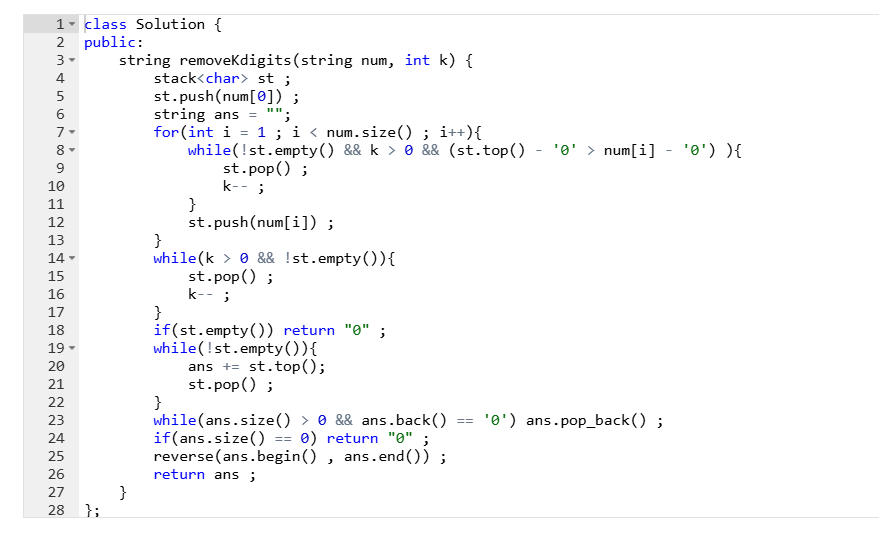 1 class Solution {
2 public:
3     string removeKdigits(string num, int k) {
4         stack<char> st ;
5         st.push(num[0]) ;
6         string ans = "";
7         for(int i = 1 ; i < num.size() ; i++){
8             while(!st.empty() && k > 0 && (st.top() - '0' > num[i] - '0') ){
9                 st.pop() ;
10                 k-- ;
11             }
12             st.push(num[i]) ;
13         }
14         while(k > 0 && !st.empty()){
15             st.pop() ;
16             k-- ;
17         }
18         if(st.empty()) return "0" ;
19         while(!st.empty()){
20             ans += st.top();
21             st.pop() ;
22         }
23         while(ans.size() > 0 && ans.back() == '0') ans.pop_back() ;
24         if(ans.size() == 0) return "0" ;
25         reverse(ans.begin() , ans.end()) ;
26         return ans ;
27     }
28 };